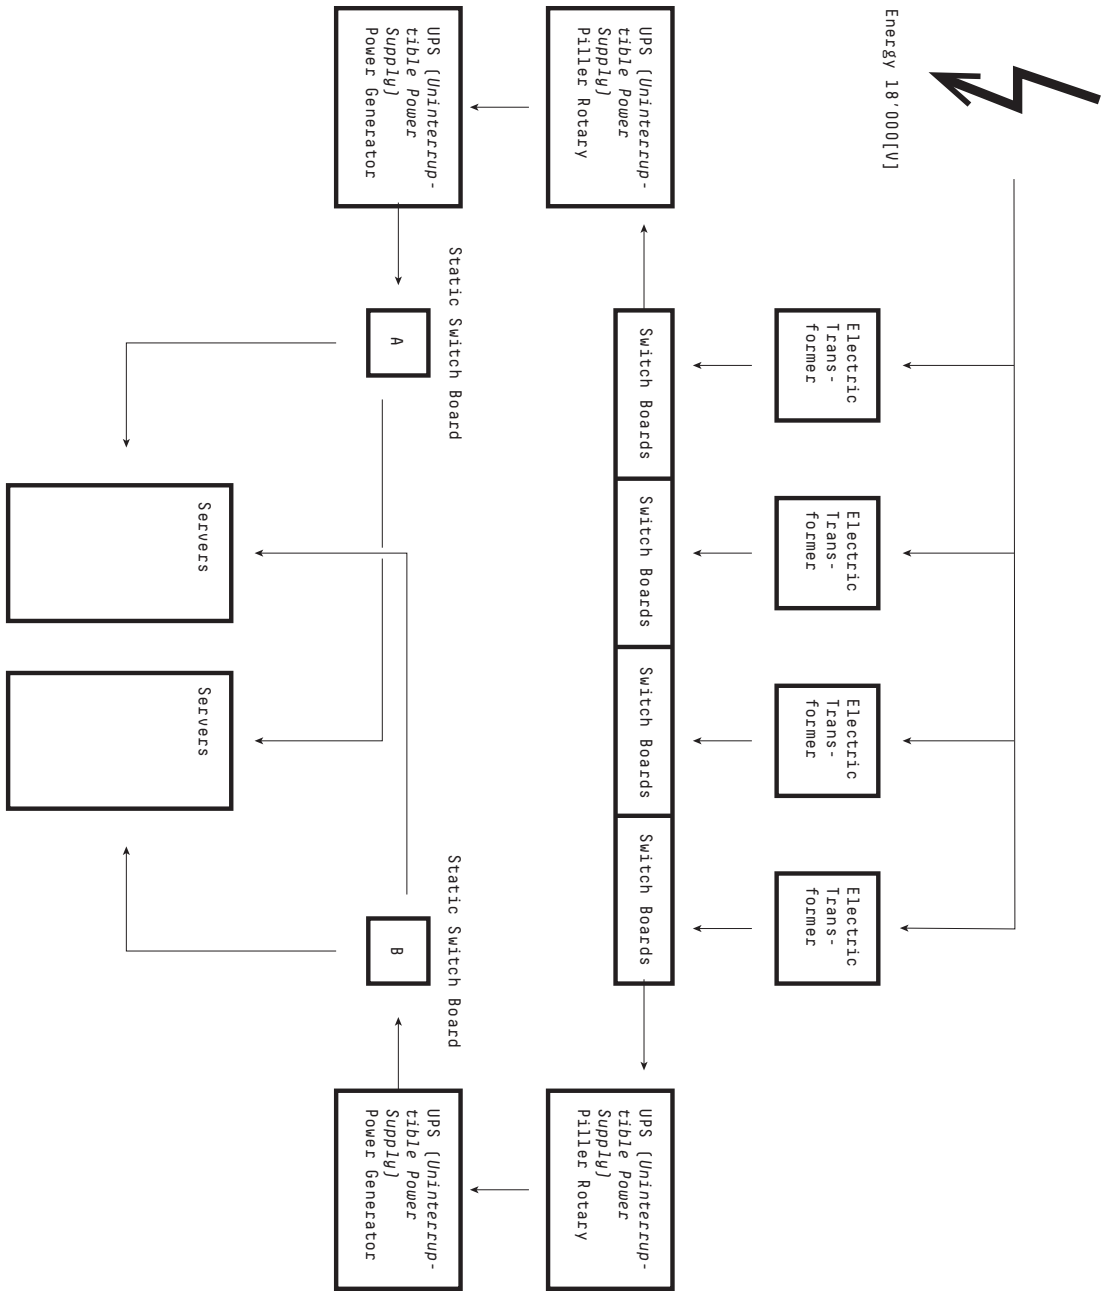 Energy 18'000[V]
Electric
Trans-
former
Electric
Trans-
former
Electric
Trans-
former
Electric
Trans-
former
UPS (Uninterrup-
tible Power
Supply)
Piller Rotary
Switch Boards
Switch Boards
Switch Boards
Switch Boards
UPS (Uninterrup-
tible Power
Supply)
Piller Rotary
UPS (Uninterrup-
tible Power
Supply)
Power Generator
Static Switch Board
A
Static Switch Board
B
UPS (Uninterrup-
tible Power
Supply)
Power Generator
Servers
Servers